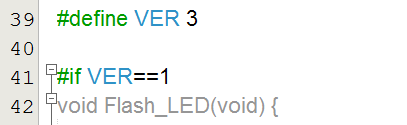 39 #define VER 3
40
41 #if VER==1
42 void Flash_LED(void) {